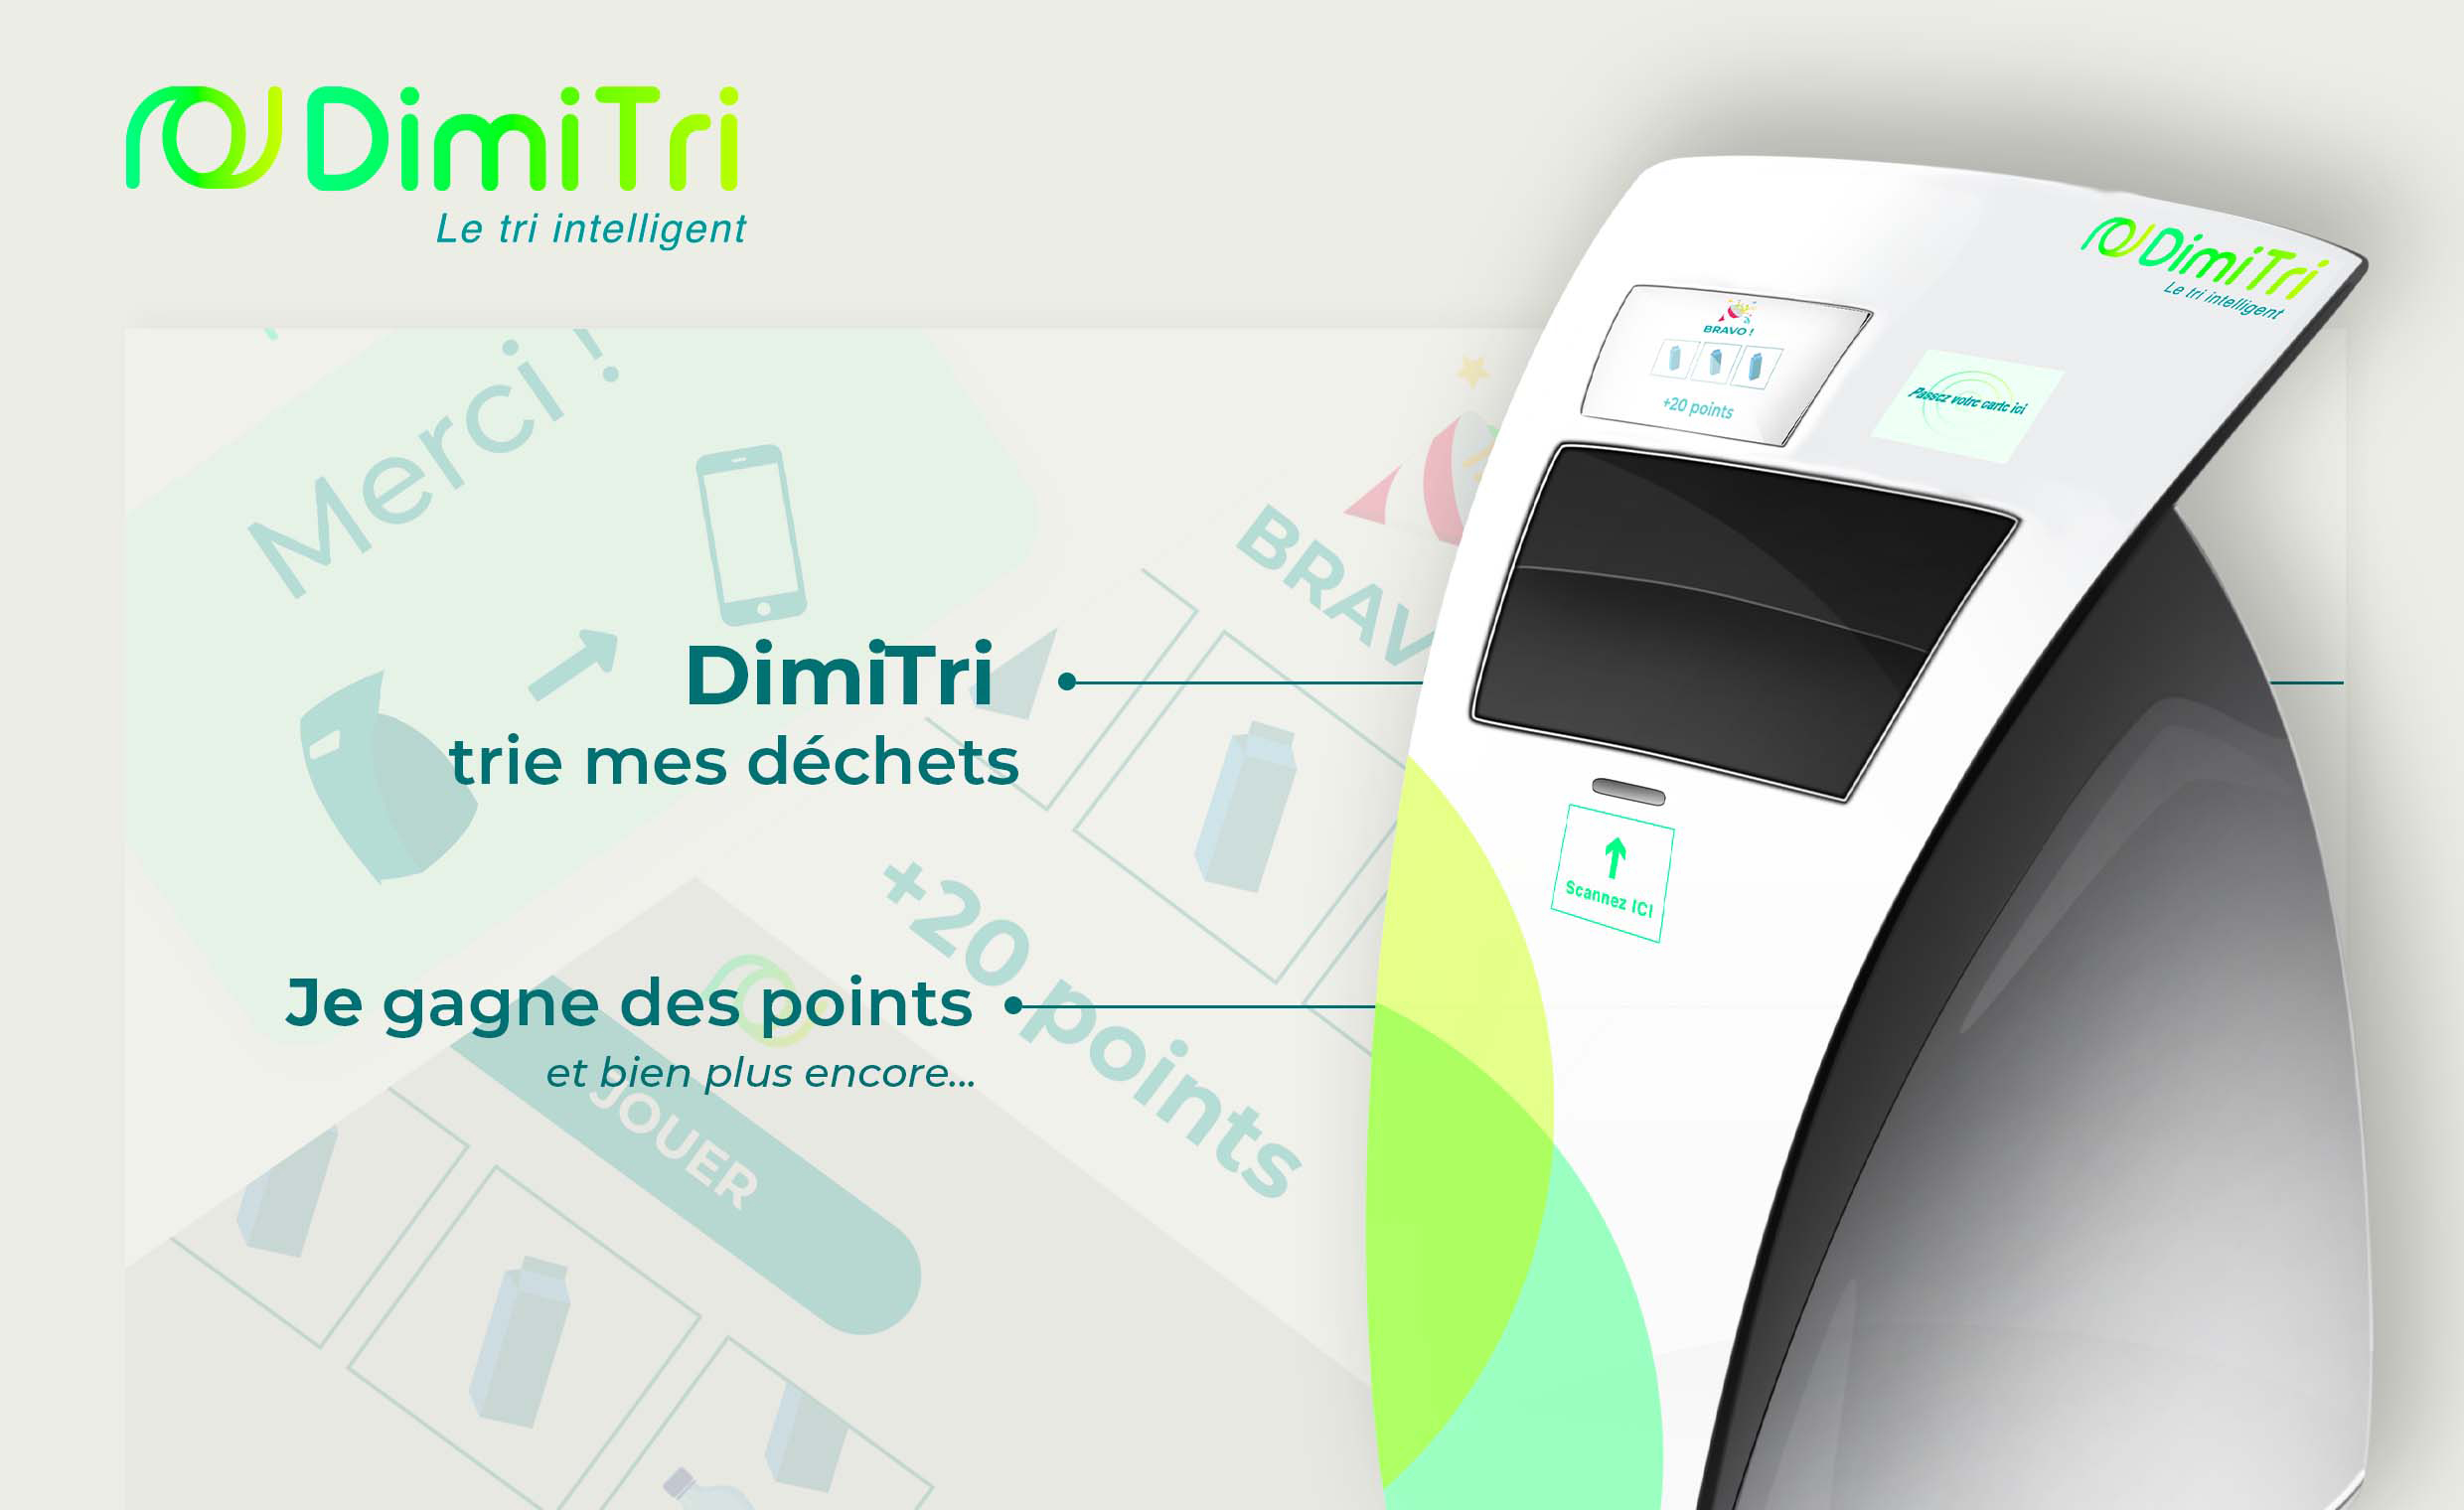 DimiTri
Le tri intelligent
DimiTri
Le tri intelligent
BRAVO !
+20 points
Passez votre carte ici
Merci !
BRAV
DimiTri
trie mes déchets
Scannez ICI
+20 points
Je gagne des points
et bien plus encore...
JOUER